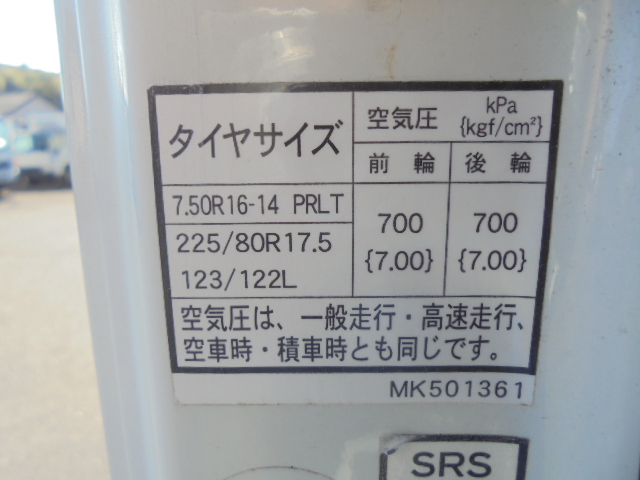 タイヤサイズ
空気圧
kPa
{kgf/cm²}
前輪
後輪
7.50R16-14 PRLT
225/80R17.5
123/122L
700
{7.00}
700
{7.00}
空気圧は、一般走行・高速走行、
空車時・積車時とも同じです。
MK501361
SRS